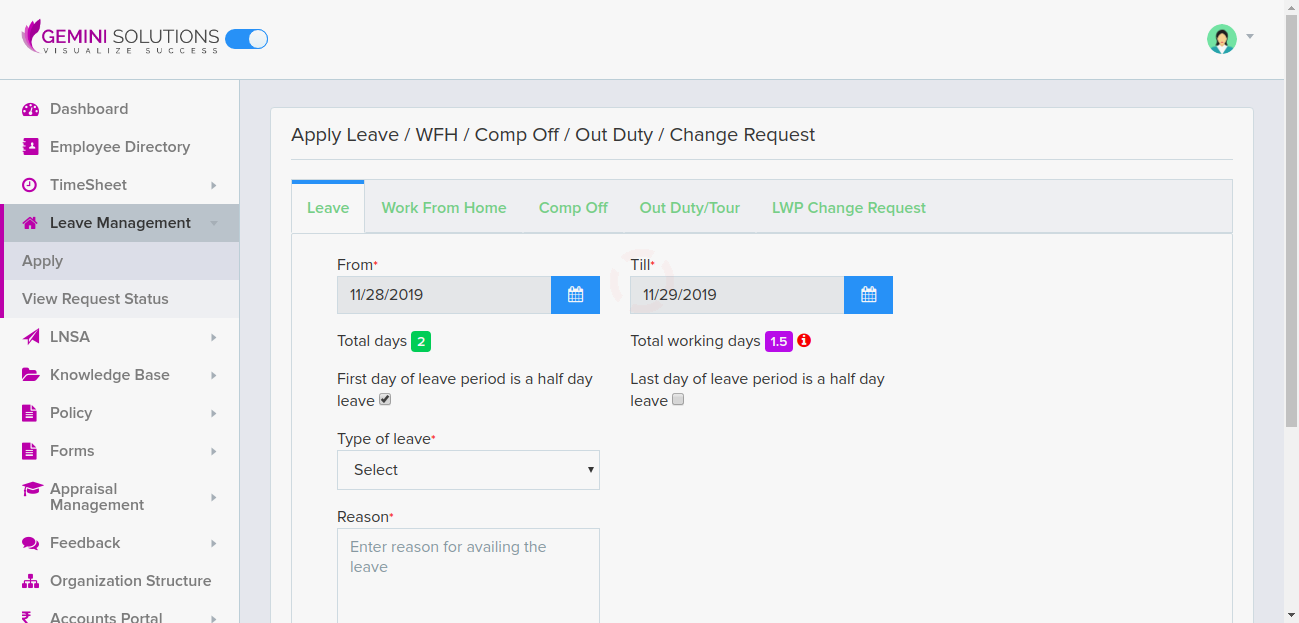 GEMINI SOLUTIONS
VISUALIZE SUCCESS
Dashboard
Employee Directory
TimeSheet
Leave Management
Apply
View Request Status
LNSA
Knowledge Base
Policy
Forms
Appraisal
Management
Feedback
Organization Structure
Accounts Portal
Apply Leave / WFH / Comp Off / Out Duty / Change Request
Leave Work From Home Comp Off Out Duty/Tour LWP Change Request
From* Till*
11/28/2019 11/29/2019
Total days 2 Total working days 1.5
First day of leave period is a half day
leave
Last day of leave period is a half day
leave
Type of leave*
Select
Reason*
Enter reason for availing the
leave